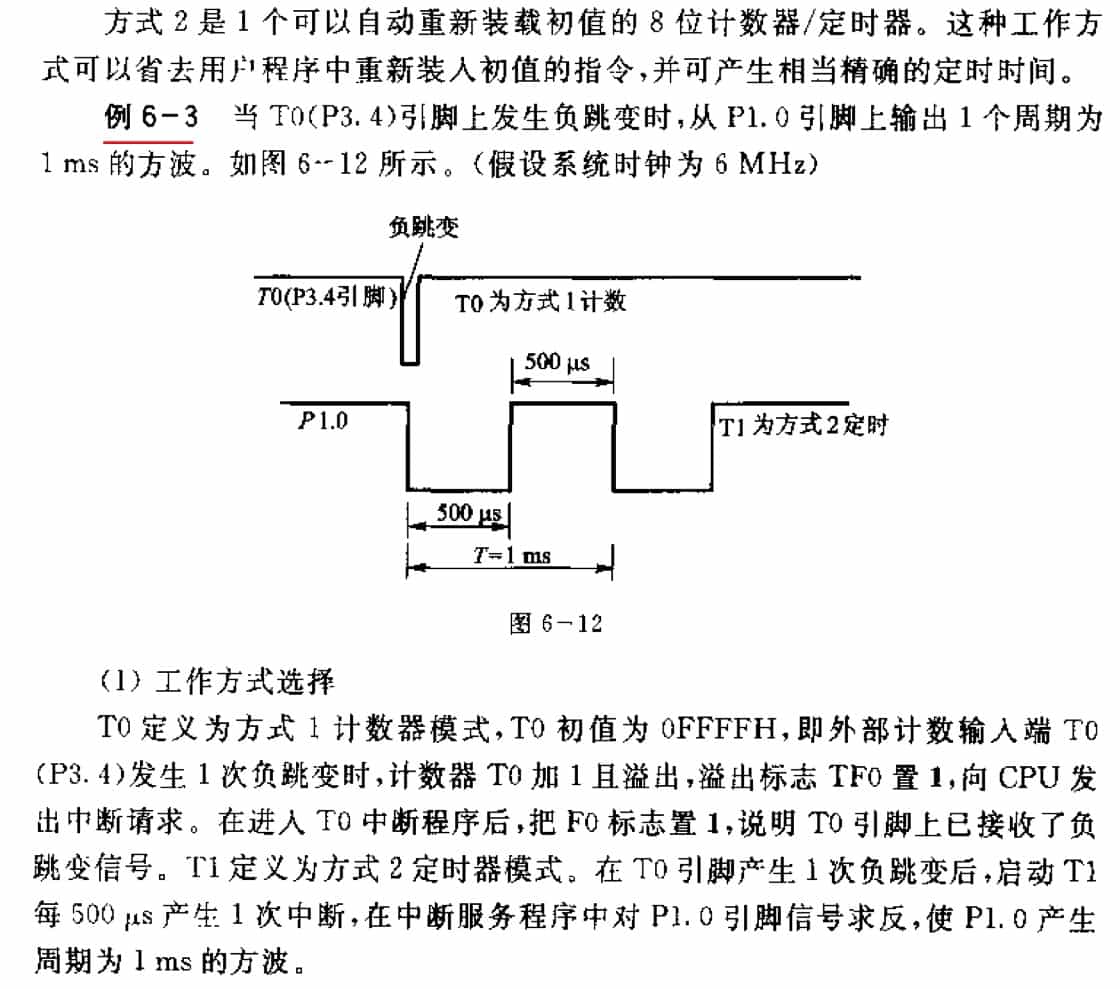 方式 2 是 1 个可以自动重新装载初值的 8 位计数器/定时器。这种工作方
式可以省去用户程序中重新装入初值的指令,并可产生相当精确的定时时间。
例 6-3 当 T0(P3.4)引脚上发生负跳变时,从 P1.0 引脚上输出 1 个周期为
1 ms 的方波。如图 6-12 所示。(假设系统时钟为 6 MHz)
负跳变
T0(P3.4引脚)
T0 为方式 1 计数
500 μs
P1.0
T1 为方式 2 定时
500 μs
T=1 ms
图 6-12
(1) 工作方式选择
T0 定义为方式 1 计数器模式,T0 初值为 0FFFFH,即外部计数输入端 T0
(P3.4)发生 1 次负跳变时,计数器 T0 加 1 且溢出,溢出标志 TF0 置 1,向 CPU 发
出中断请求。在进入 T0 中断程序后,把 F0 标志置 1,说明 T0 引脚上已接收了负
跳变信号。T1 定义为方式 2 定时器模式。在 T0 引脚产生 1 次负跳变后,启动 T1
每 500 μs 产生 1 次中断,在中断服务程序中对 P1.0 引脚信号求反,使 P1.0 产生
周期为 1 ms 的方波。